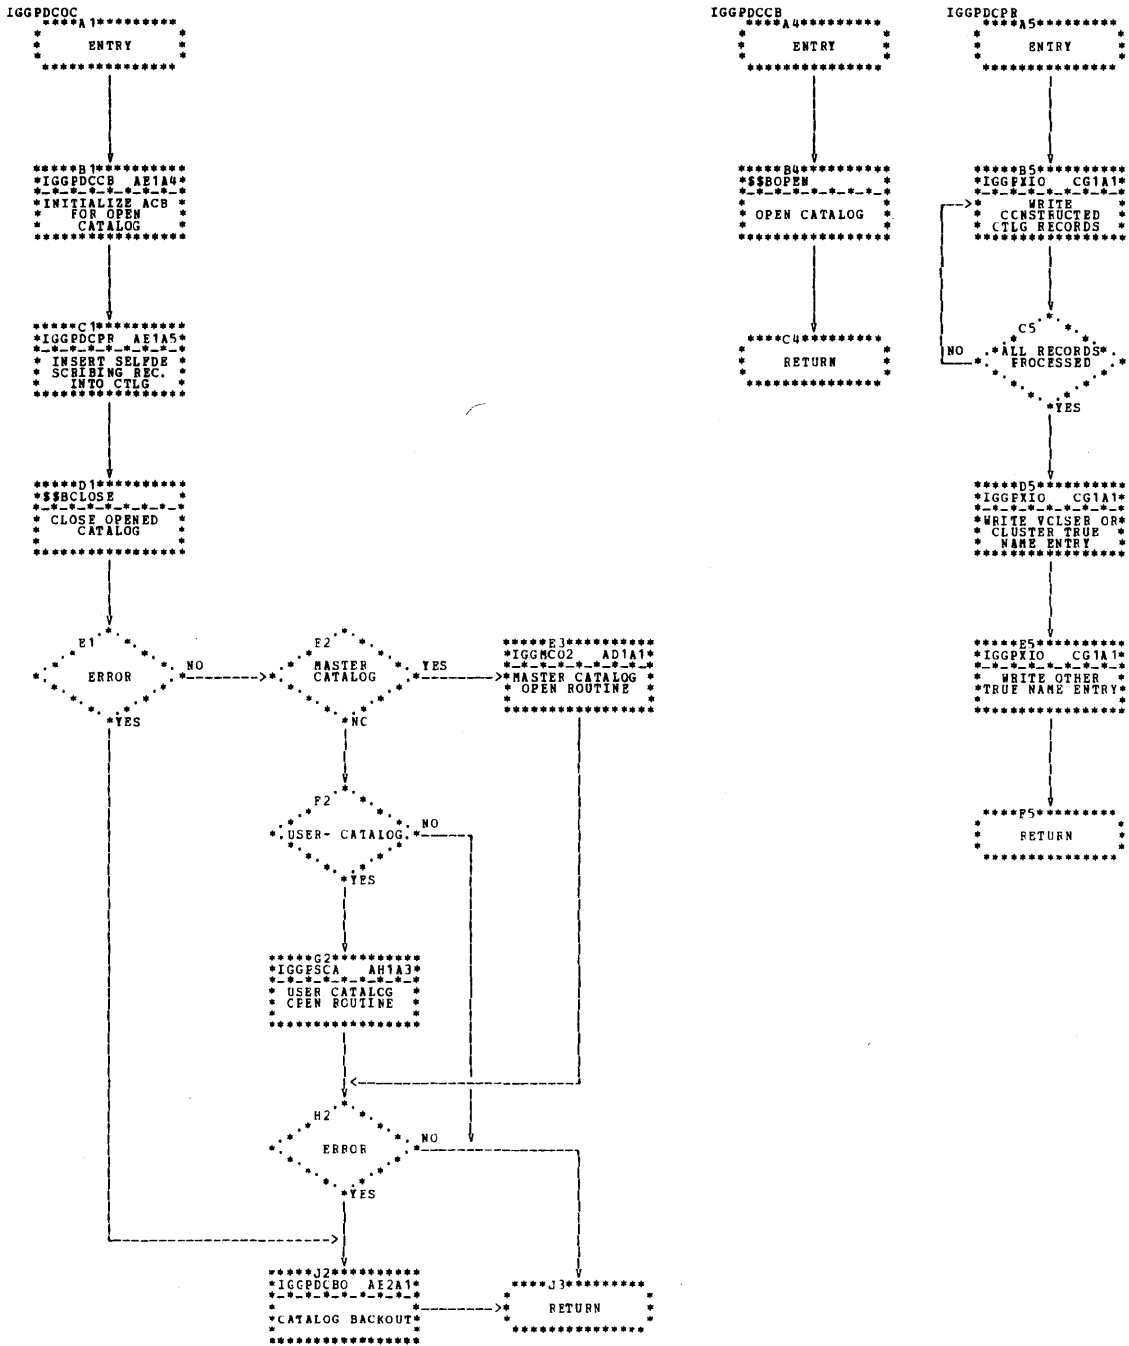 IGGPDCOC
A1
ENTRY
B1
IGGPDCCB AE1A4
INITIALIZE ACB
FOR OPEN
CATALOG
C1
IGGPDCPR AE1A5
INSERT SELFDE
SCRIBING REC.
INTO CTLG
D1
$$BCLOSE
CLOSE OPENED
CATALOG
E1
ERROR
NO
YES
E2
MASTER
CATALOG
YES
NC
E3
IGGMCO2 AD1A1
MASTER CATALOG
OPEN ROUTINE
F2
USER- CATALOG
NO
YES
G2
IGGPSCA AH1A3
USER CATALCG
CPEN ROUTINE
H2
ERROR
NO
YES
J2
IGGPDCBO AE2A1
CATALOG BACKOUT
J3
RETURN
IGGPDCCB
A4
ENTRY
B4
$$BOPEN
OPEN CATALOG
C4
RETURN
IGGPDCPR
A5
ENTRY
B5
IGGPXIO CG1A1
WRITE
CCNSTRUCTED
CTLG RECORDS
C5
ALL RECORDS
PROCESSED
NO
YES
D5
IGGPXIO CG1A1
WRITE VCLSER OR
CLUSTER TRUE
NAME ENTRY
E5
IGGPXIO CG1A1
WRITE OTHER
TRUE NAME ENTRY
F5
RETURN